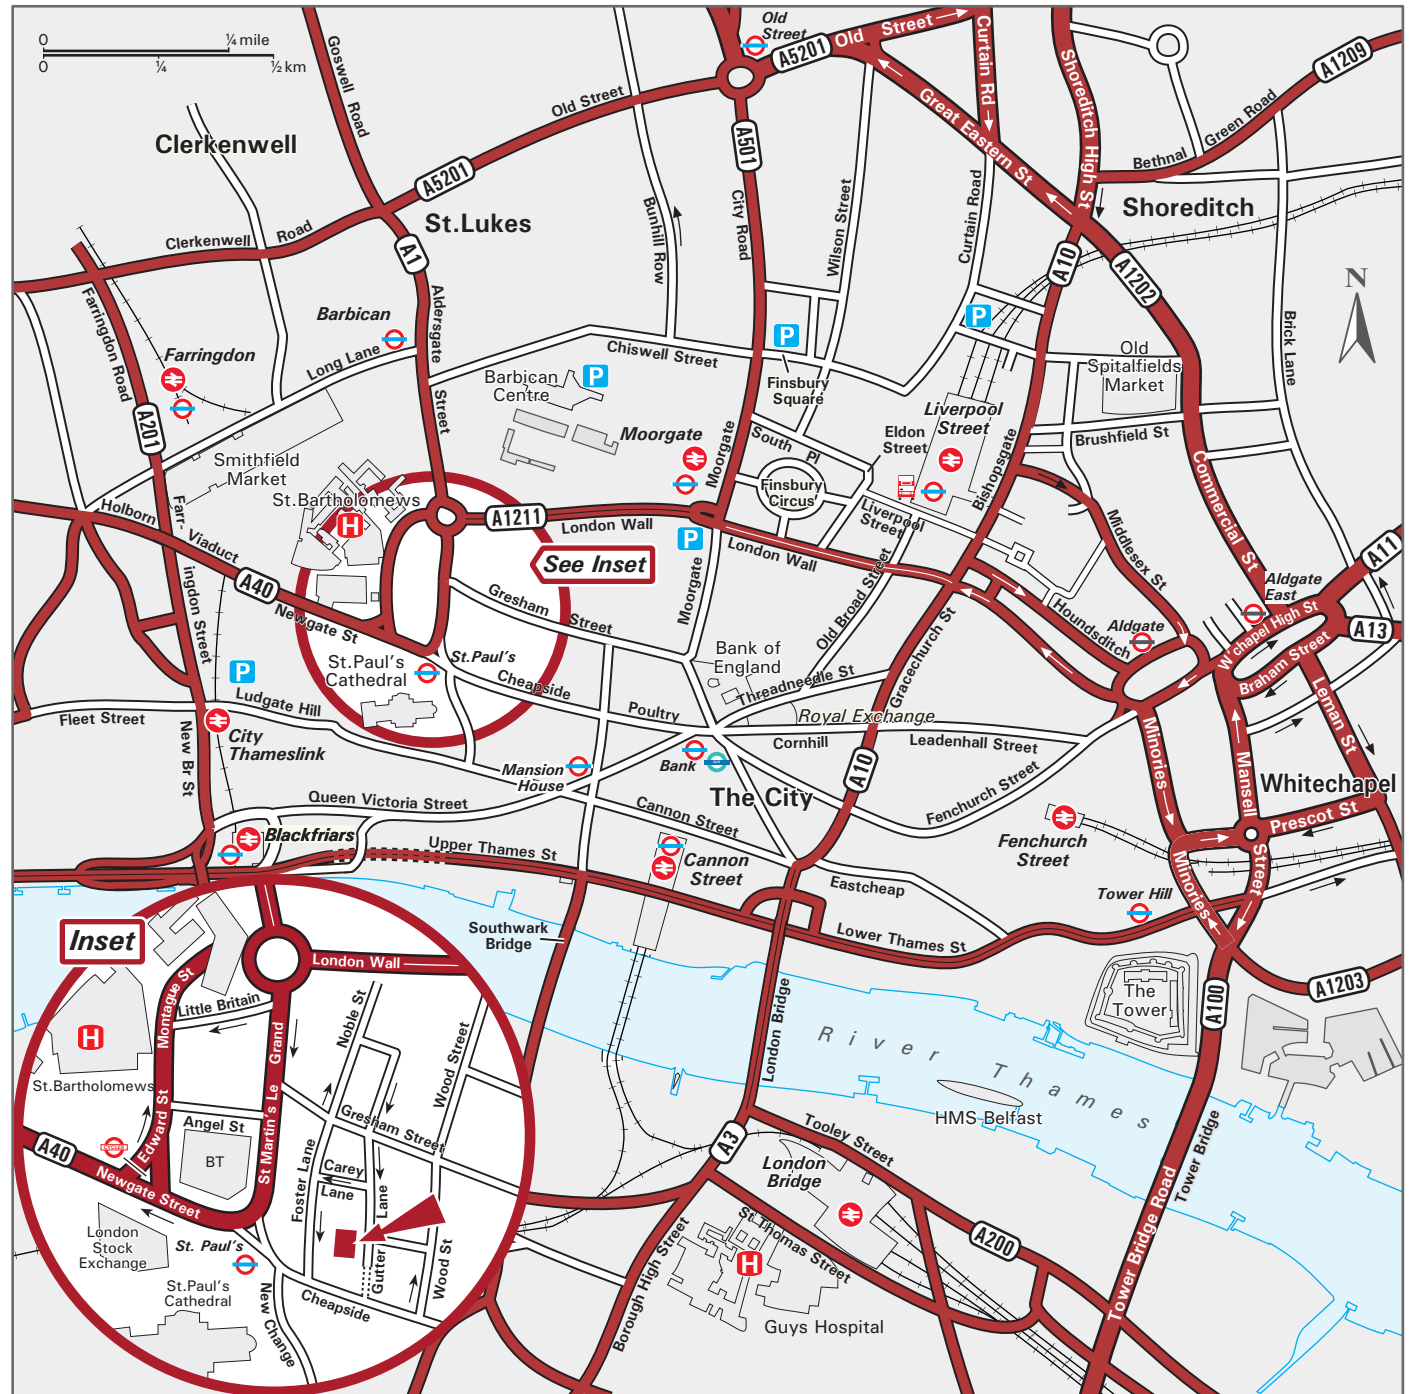 0
¼ mile
0
¼
½ km
Old
Street
Old Street
A5201
Curtain Rd
Shoreditch High St
A1209
Goswell Road
Old Street
Great Eastern St
Green Road
Bethnal
Clerkenwell
A501
A5201
City Road
Bunhill Row
Wilson Street
Curtain Road
Shoreditch
St.Lukes
Clerkenwell Road
A1
A10
A1202
N
Farringdon Road
Barbican
Aldersgate
Street
Farringdon
Long Lane
P
P
Chiswell Street
Brick Lane
Old
Spitalfields
Market
Barbican
Centre
P
Finsbury
Square
Liverpool
Street
A201
Moorgate
Moorgate
South Pl
Eldon
Street
Brushfield St
Bishopsgate
Smithfield
Market
Commercial St
St.Bartholomews
H
Finsbury
Circus
Liverpool
Street
Holborn
Viaduct
Farr-
ingdon Street
A1211
London Wall
P
London Wall
Middlesex St
A11
See Inset
A40
Newgate St
Gresham
Street
Moorgate
Old Broad Street
Houndsditch
Aldgate
East
W'chapel High St
Aldgate
A13
Braham Street
St.Paul's
Cathedral
St.Paul's
Cheapside
Bank of
England
Threadneedle St
Gracechurch St
P
Ludgate Hill
Fleet Street
Poultry
Royal Exchange
Cornhill
Leadenhall Street
Leman St
New Br St
City
Thameslink
Mansion
House
Bank
A10
Minories
Mansell
Street
Whitechapel
The City
Queen Victoria Street
Cannon Street
Fenchurch Street
Prescot St
Blackfriars
Upper Thames St
Cannon
Street
Fenchurch
Street
Minories
Eastcheap
Tower Hill
Southwark
Bridge
Lower Thames St
Inset
London Wall
The
Tower
A100
A1203
Montague St
Little Britain
Noble St
Wood Street
London Bridge
River Thames
H
St.Bartholomews
Grand
HMS Belfast
Edward St
Angel St
Gresham Street
St Martin's Le
A3
Tooley Street
Tower Bridge
A40
CYCLES
BT
Foster Lane
Carey
Lane
Lane
London
Bridge
Newgate Street
Tower Bridge Road
London
Stock
Exchange
St. Paul's
Gutter
Wood St
St Thomas Street
A200
H
Borough High Street
St.Paul's
Cathedral
New Change
Cheapside
Guys Hospital